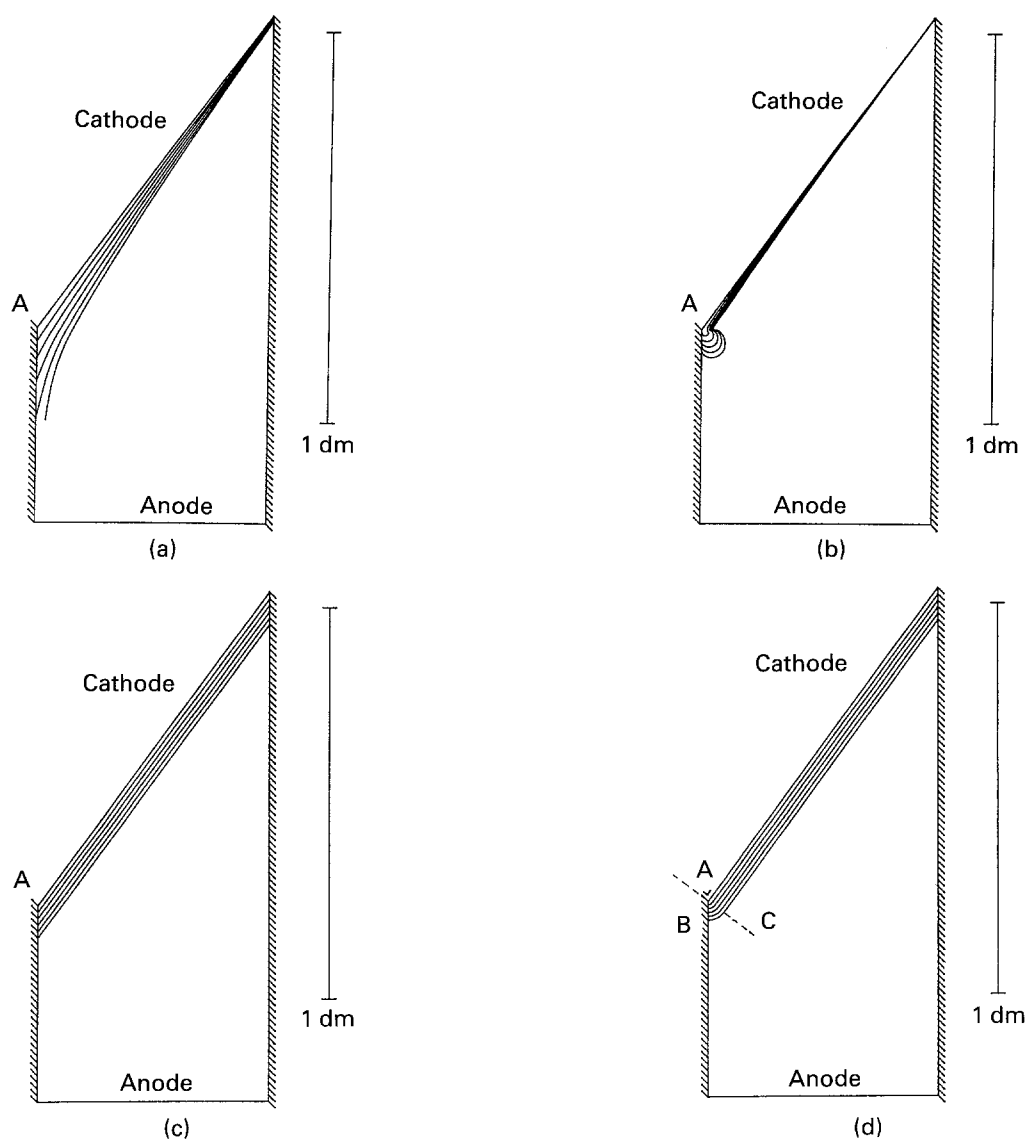 Cathode
A
1 dm
Anode
(a)
Cathode
A
1 dm
Anode
(b)
Cathode
A
1 dm
Anode
(c)
Cathode
A
B
C
1 dm
Anode
(d)